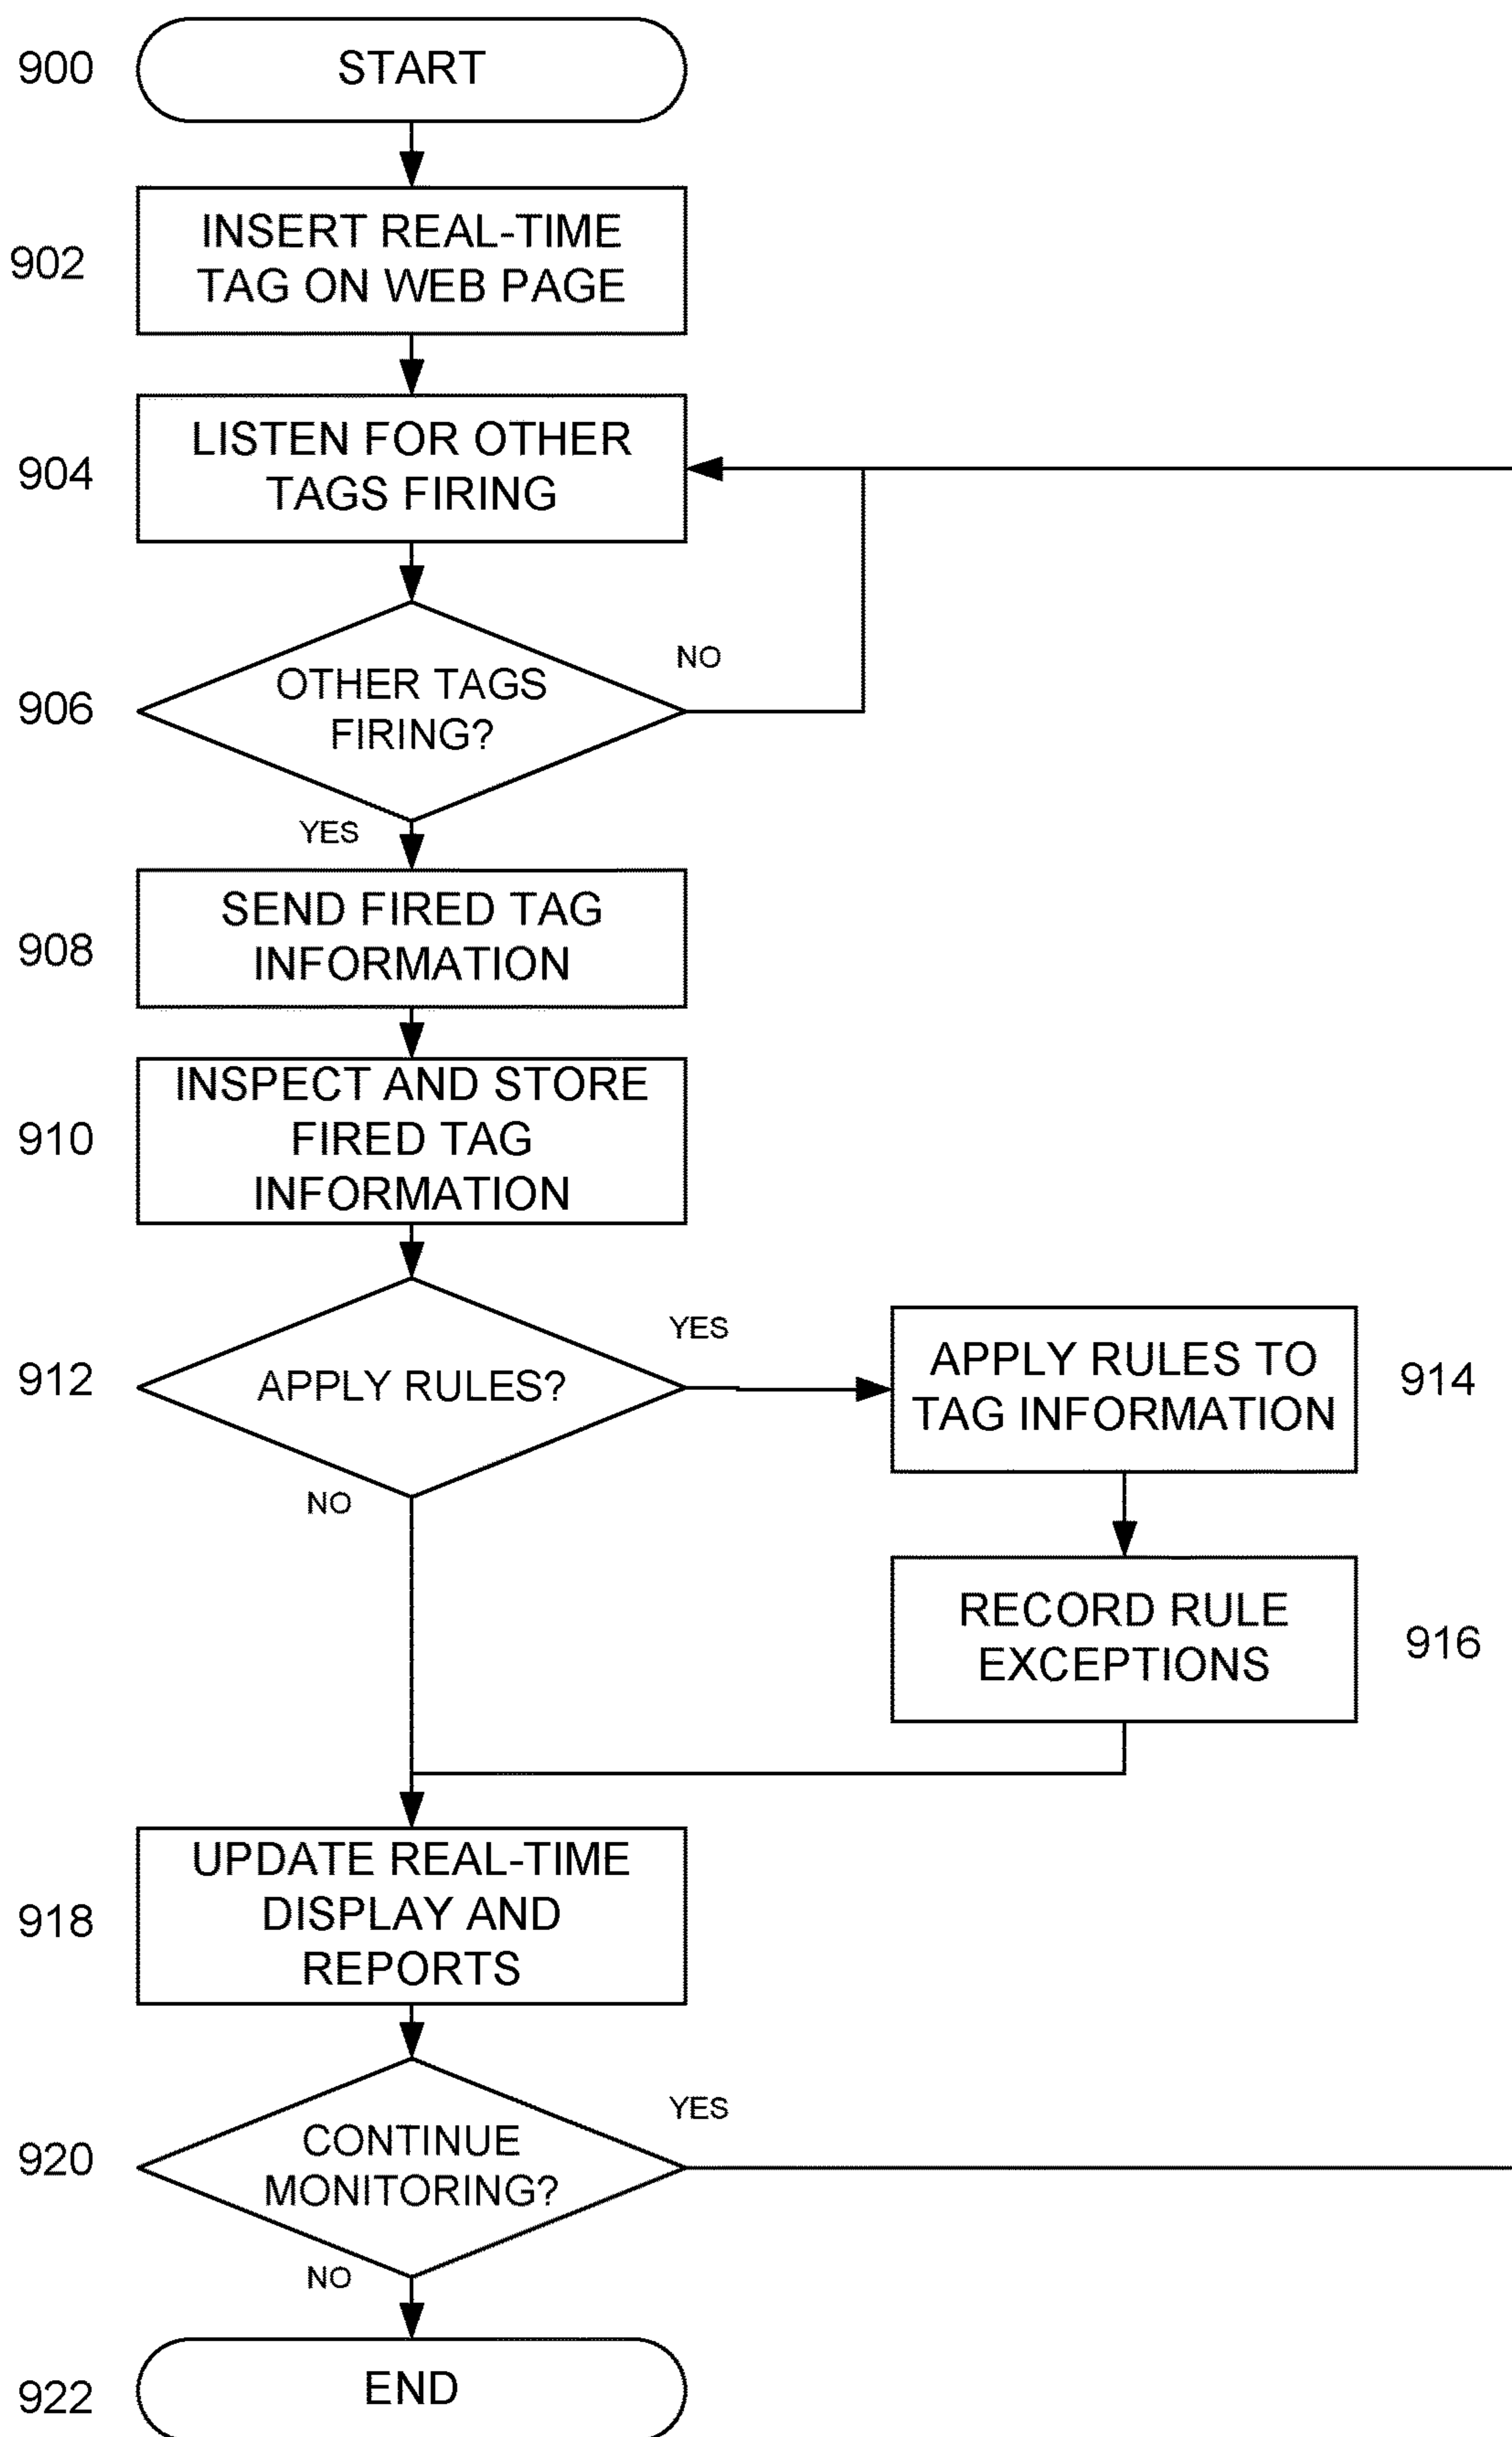 900
START
902
INSERT REAL-TIME
TAG ON WEB PAGE
904
LISTEN FOR OTHER
TAGS FIRING
906
OTHER TAGS
FIRING?
NO
YES
908
SEND FIRED TAG
INFORMATION
910
INSPECT AND STORE
FIRED TAG
INFORMATION
912
APPLY RULES?
YES
NO
APPLY RULES TO
TAG INFORMATION
914
RECORD RULE
EXCEPTIONS
916
918
UPDATE REAL-TIME
DISPLAY AND
REPORTS
920
CONTINUE
MONITORING?
YES
NO
922
END